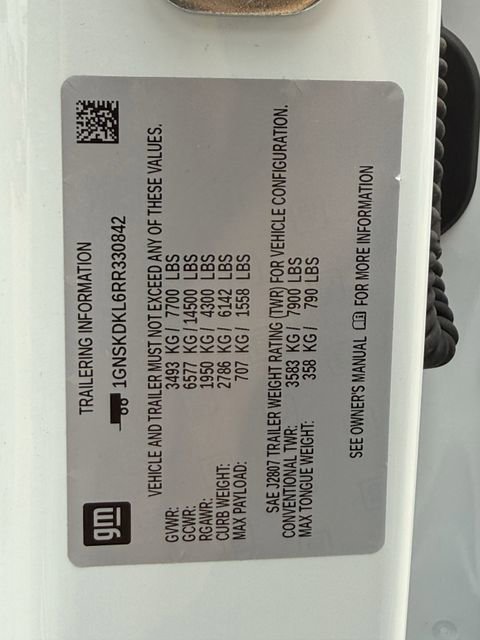 gm
TRAILERING INFORMATION
1GNSKDKL6RR330842
VEHICLE AND TRAILER MUST NOT EXCEED ANY OF THESE VALUES.
GVWR: 3493 KG / 7700 LBS
GCWR: 6577 KG / 14500 LBS
RGAWR: 1950 KG / 4300 LBS
CURB WEIGHT: 2786 KG / 6142 LBS
MAX PAYLOAD: 707 KG / 1558 LBS
SAE J2807 TRAILER WEIGHT RATING (TWR) FOR VEHICLE CONFIGURATION.
CONVENTIONAL TWR: 3583 KG / 7900 LBS
MAX TONGUE WEIGHT: 358 KG / 790 LBS
SEE OWNER'S MANUAL FOR MORE INFORMATION